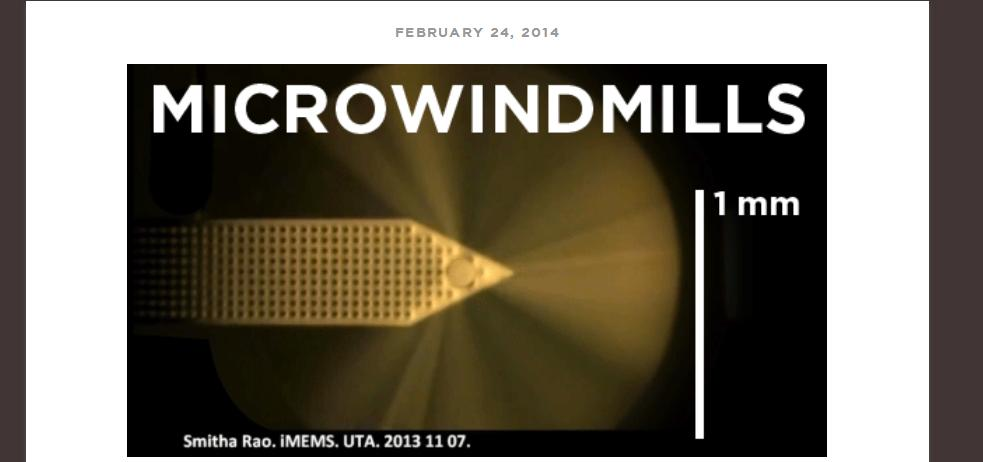 FEBRUARY 24, 2014
MICROWINDMILLS
1 mm
Smitha Rao. iMEMS. UTA. 2013 11 07.